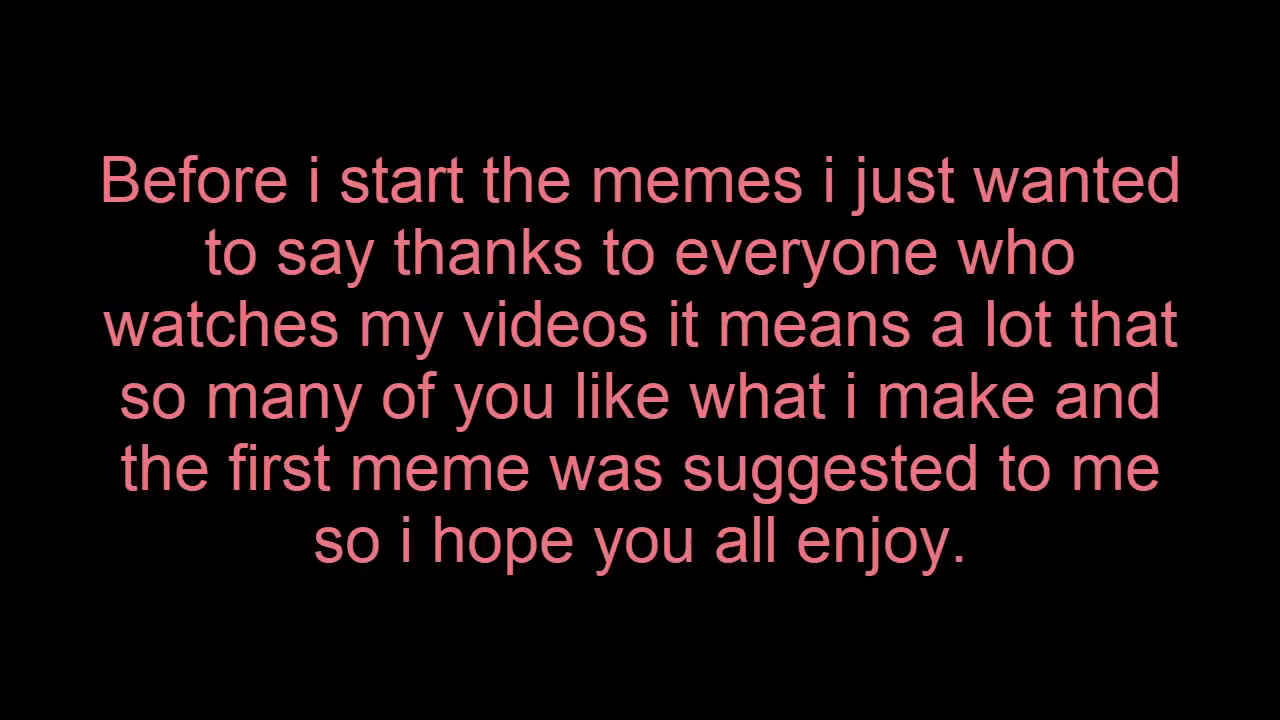 Before i start the memes i just wanted
to say thanks to everyone who
watches my videos it means a lot that
so many of you like what i make and
the first meme was suggested to me
so i hope you all enjoy.